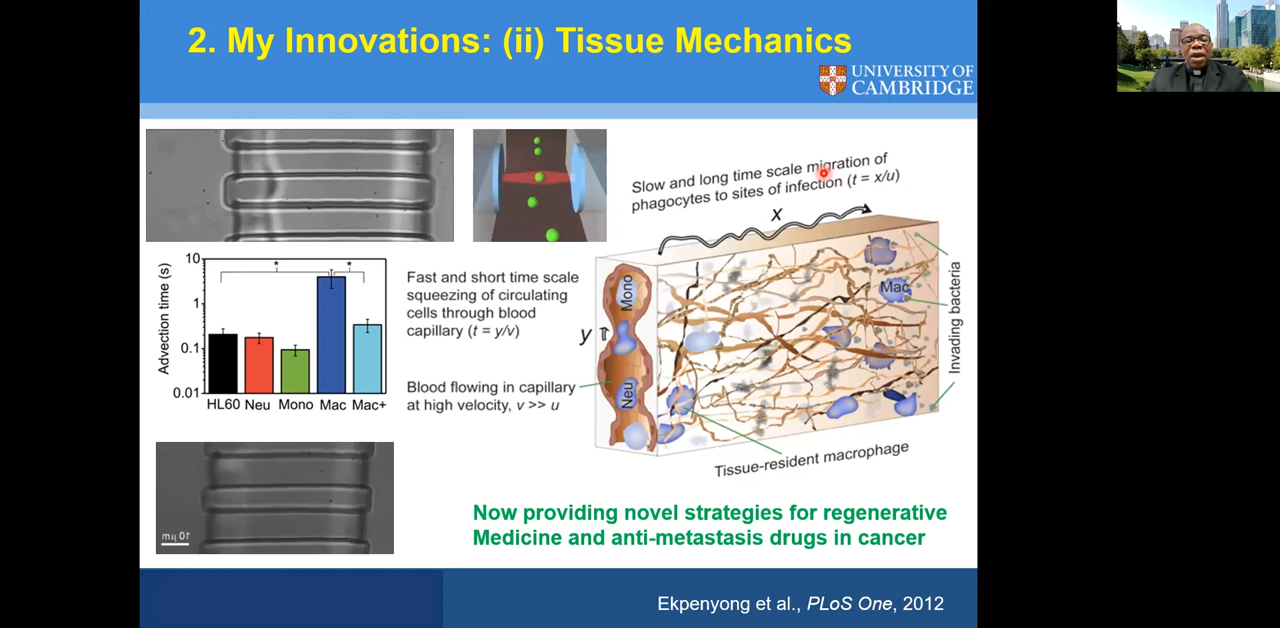 2. My Innovations: (ii) Tissue Mechanics
UNIVERSITY OF
CAMBRIDGE
Slow and long time scale migration of
phagocytes to sites of infection (t = x/u)
x
Advection time (s)
10
1
0.1
0.01
*
*
HL60 Neu Mono Mac Mac+
Fast and short time scale
squeezing of circulating
cells through blood
capillary (t = y/v)
Blood flowing in capillary
at high velocity, v >> u
y
Mono
Neu
Mac
Invading bacteria
Tissue-resident macrophage
10 µm
Now providing novel strategies for regenerative
Medicine and anti-metastasis drugs in cancer
Ekpenyong et al., PLoS One, 2012